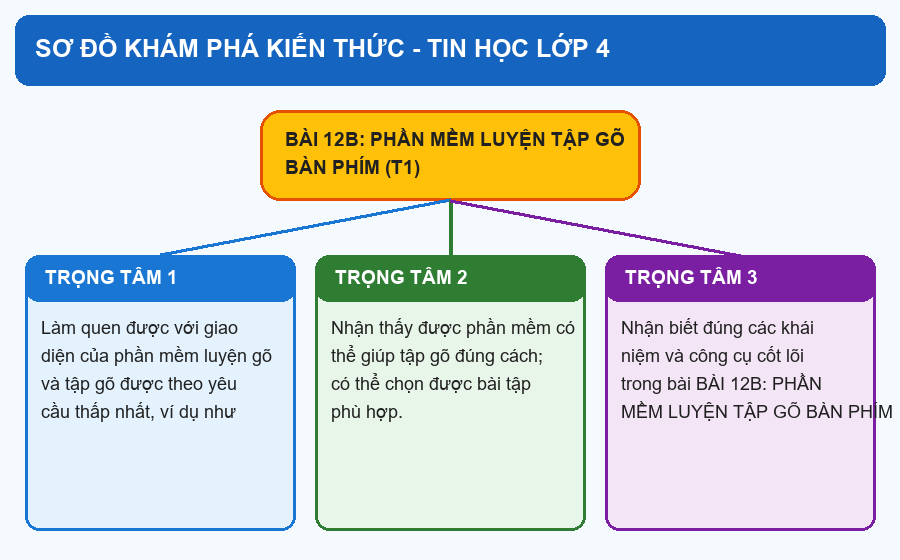 SƠ ĐỒ KHÁM PHÁ KIẾN THỨC - TIN HỌC LỚP 4
BÀI 12B: PHẦN MỀM LUYỆN TẬP GÕ
BÀN PHÍM (T1)
TRỌNG TÂM 1
Làm quen được với giao
diện của phần mềm luyện gõ
và tập gõ được theo yêu
cầu thấp nhất, ví dụ như
TRỌNG TÂM 2
Nhận thấy được phần mềm có
thể giúp tập gõ đúng cách;
có thể chọn được bài tập
phù hợp.
TRỌNG TÂM 3
Nhận biết đúng các khái
niệm và công cụ cốt lõi
trong bài BÀI 12B: PHẦN
MỀM LUYỆN TẬP GÕ BÀN PHÍM